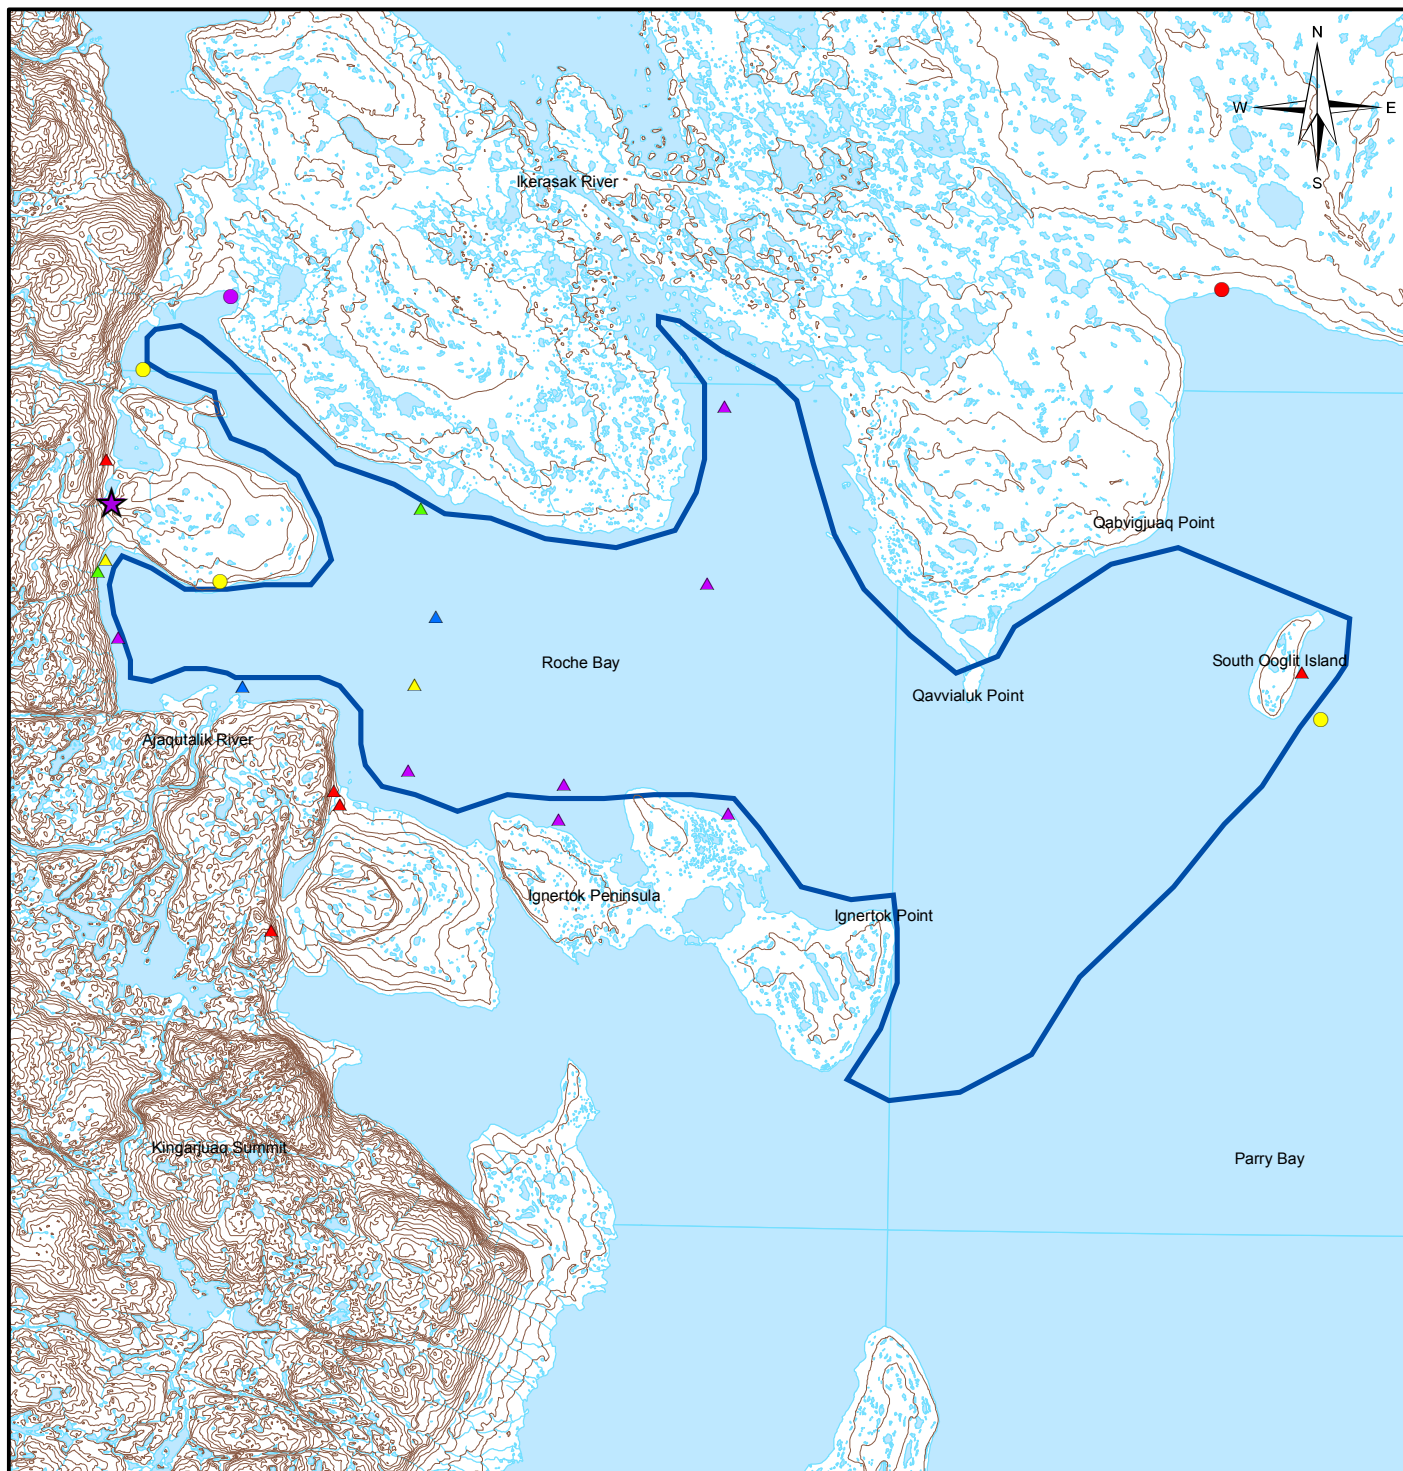 N
W
E
S
Ikerasak River
Qabvigjuaq Point
Roche Bay
South Ooglit Island
Qavvialuk Point
Ajaqutalik River
Ignertok Peninsula
Ignertok Point
Kingarjuaq Summit
Parry Bay